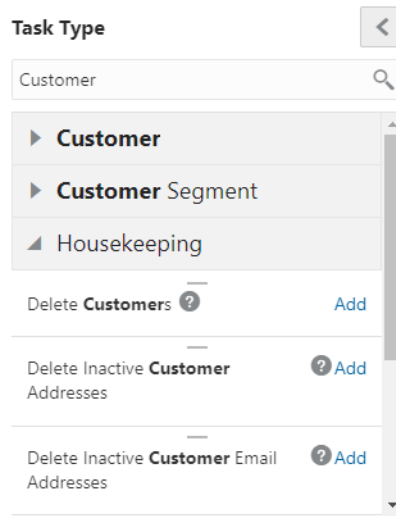 Task Type
Customer
Customer
Customer Segment
Housekeeping
Delete Customers ? Add
Delete Inactive Customer ? Add
Addresses
Delete Inactive Customer Email ? Add
Addresses